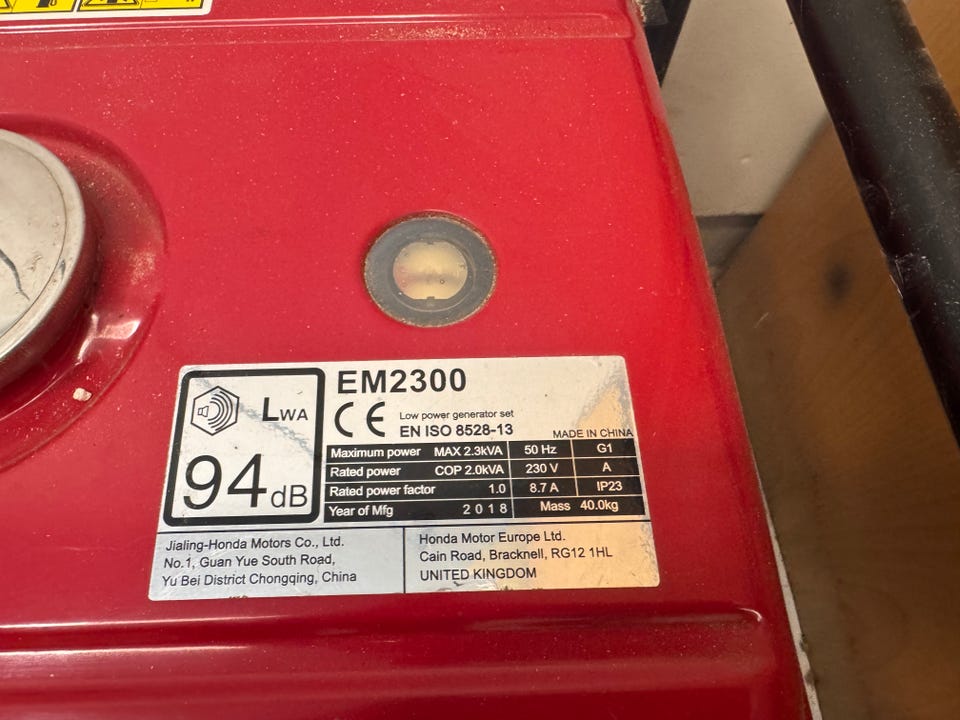 LWA
94dB
EM2300
CE
Low power generator set
EN ISO 8528-13
MADE IN CHINA
Maximum power MAX 2.3kVA 50 Hz G1
Rated power COP 2.0kVA 230 V A
Rated power factor 1.0 8.7 A IP23
Year of Mfg 2018 Mass 40.0kg
Jialing-Honda Motors Co., Ltd.
No.1, Guan Yue South Road,
Yu Bei District Chongqing, China
Honda Motor Europe Ltd.
Cain Road, Bracknell, RG12 1HL
UNITED KINGDOM